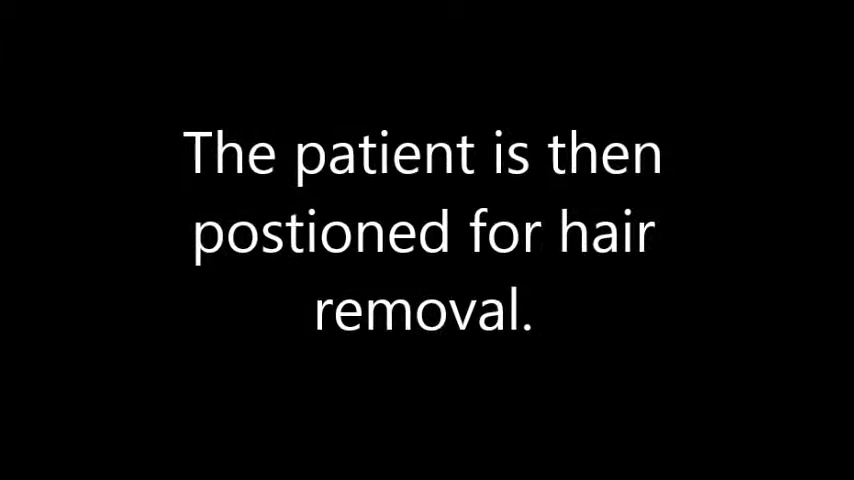 The patient is then
postioned for hair
removal.